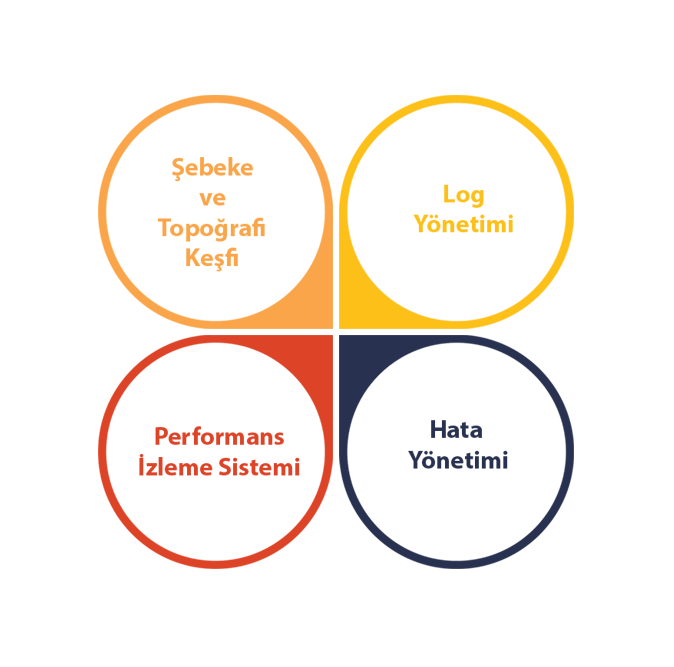 Şebeke
ve
Topoğrafi
Keşfi
Log
Yönetimi
Performans
İzleme Sistemi
Hata
Yönetimi